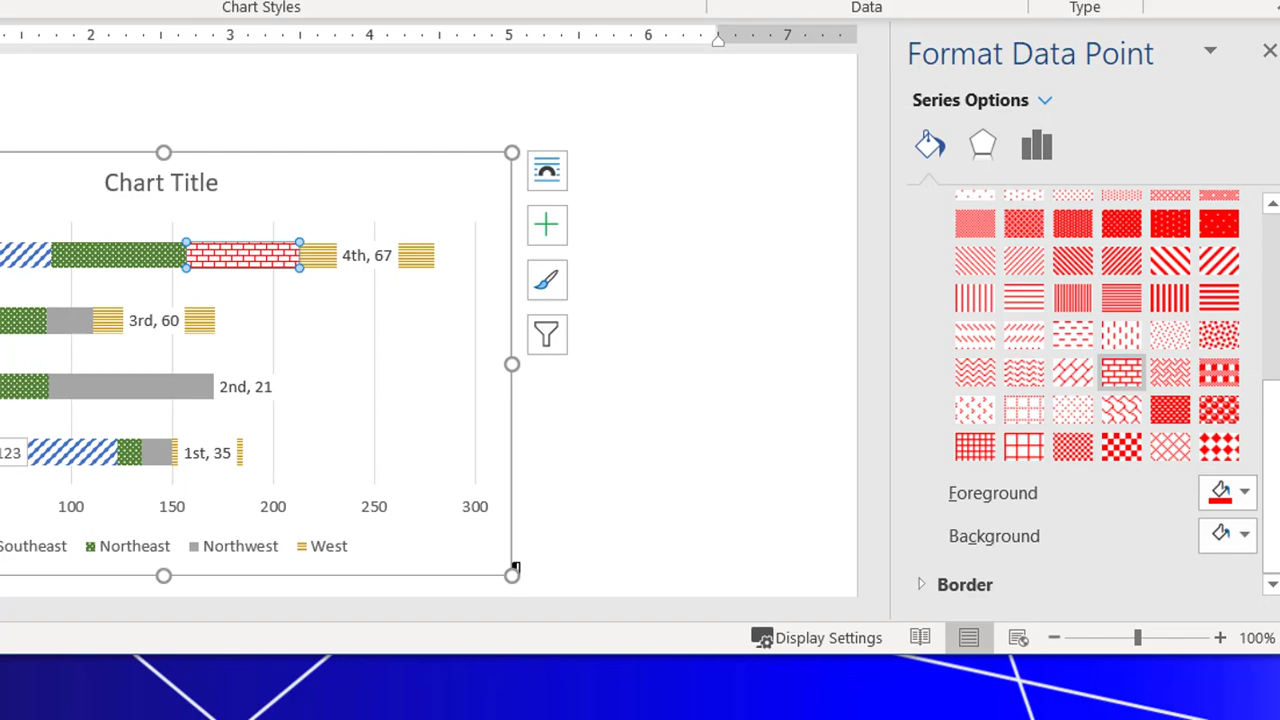 Chart Styles
Data
Type
2 3 4 5 6 7
Format Data Point
Series Options
Chart Title
4th, 67
3rd, 60
2nd, 21
123
1st, 35
100 150 200 250 300
Southeast Northeast Northwest West
Foreground
Background
Border
Display Settings
100%